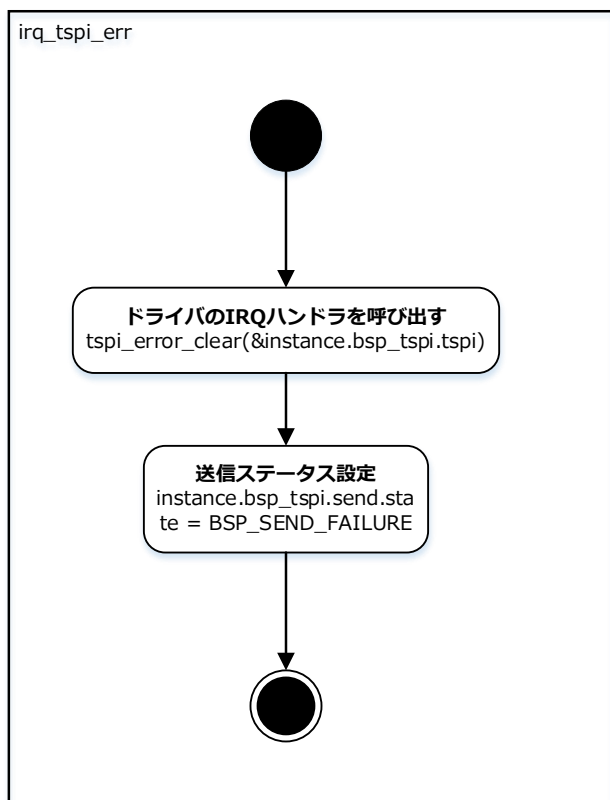 irq_tspi_err
ドライバのIRQハンドラを呼び出す
tspi_error_clear(&instance.bsp_tspi.tspi)
送信ステータス設定
instance.bsp_tspi.send.sta
te = BSP_SEND_FAILURE